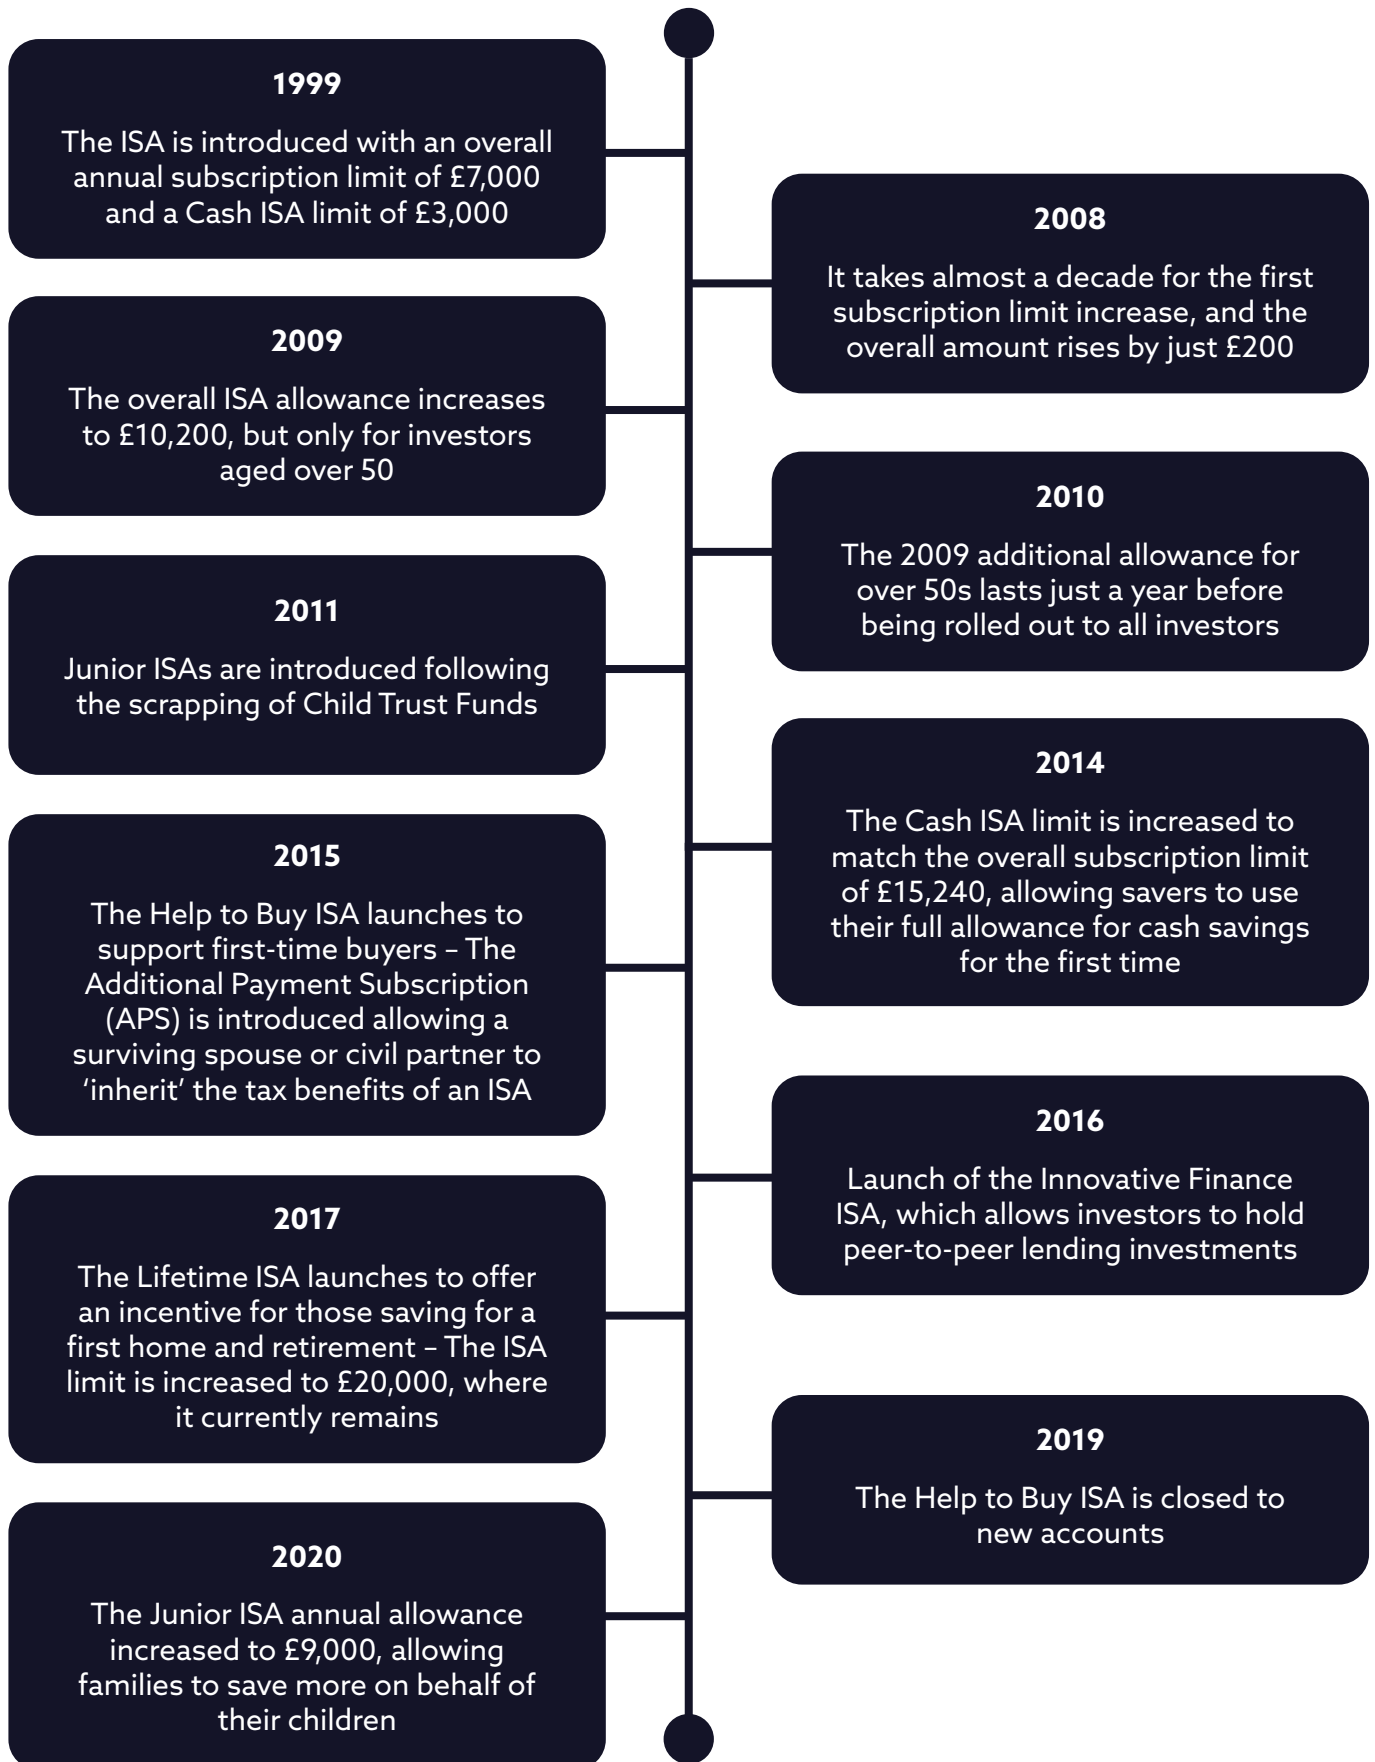 1999
The ISA is introduced with an overall
annual subscription limit of £7,000
and a Cash ISA limit of £3,000
2008
It takes almost a decade for the first
subscription limit increase, and the
overall amount rises by just £200
2009
The overall ISA allowance increases
to £10,200, but only for investors
aged over 50
2010
The 2009 additional allowance for
over 50s lasts just a year before
being rolled out to all investors
2011
Junior ISAs are introduced following
the scrapping of Child Trust Funds
2014
The Cash ISA limit is increased to
match the overall subscription limit
of £15,240, allowing savers to use
their full allowance for cash savings
for the first time
2015
The Help to Buy ISA launches to
support first-time buyers – The
Additional Payment Subscription
(APS) is introduced allowing a
surviving spouse or civil partner to
‘inherit’ the tax benefits of an ISA
2016
Launch of the Innovative Finance
ISA, which allows investors to hold
peer-to-peer lending investments
2017
The Lifetime ISA launches to offer
an incentive for those saving for a
first home and retirement – The ISA
limit is increased to £20,000, where
it currently remains
2019
The Help to Buy ISA is closed to
new accounts
2020
The Junior ISA annual allowance
increased to £9,000, allowing
families to save more on behalf of
their children